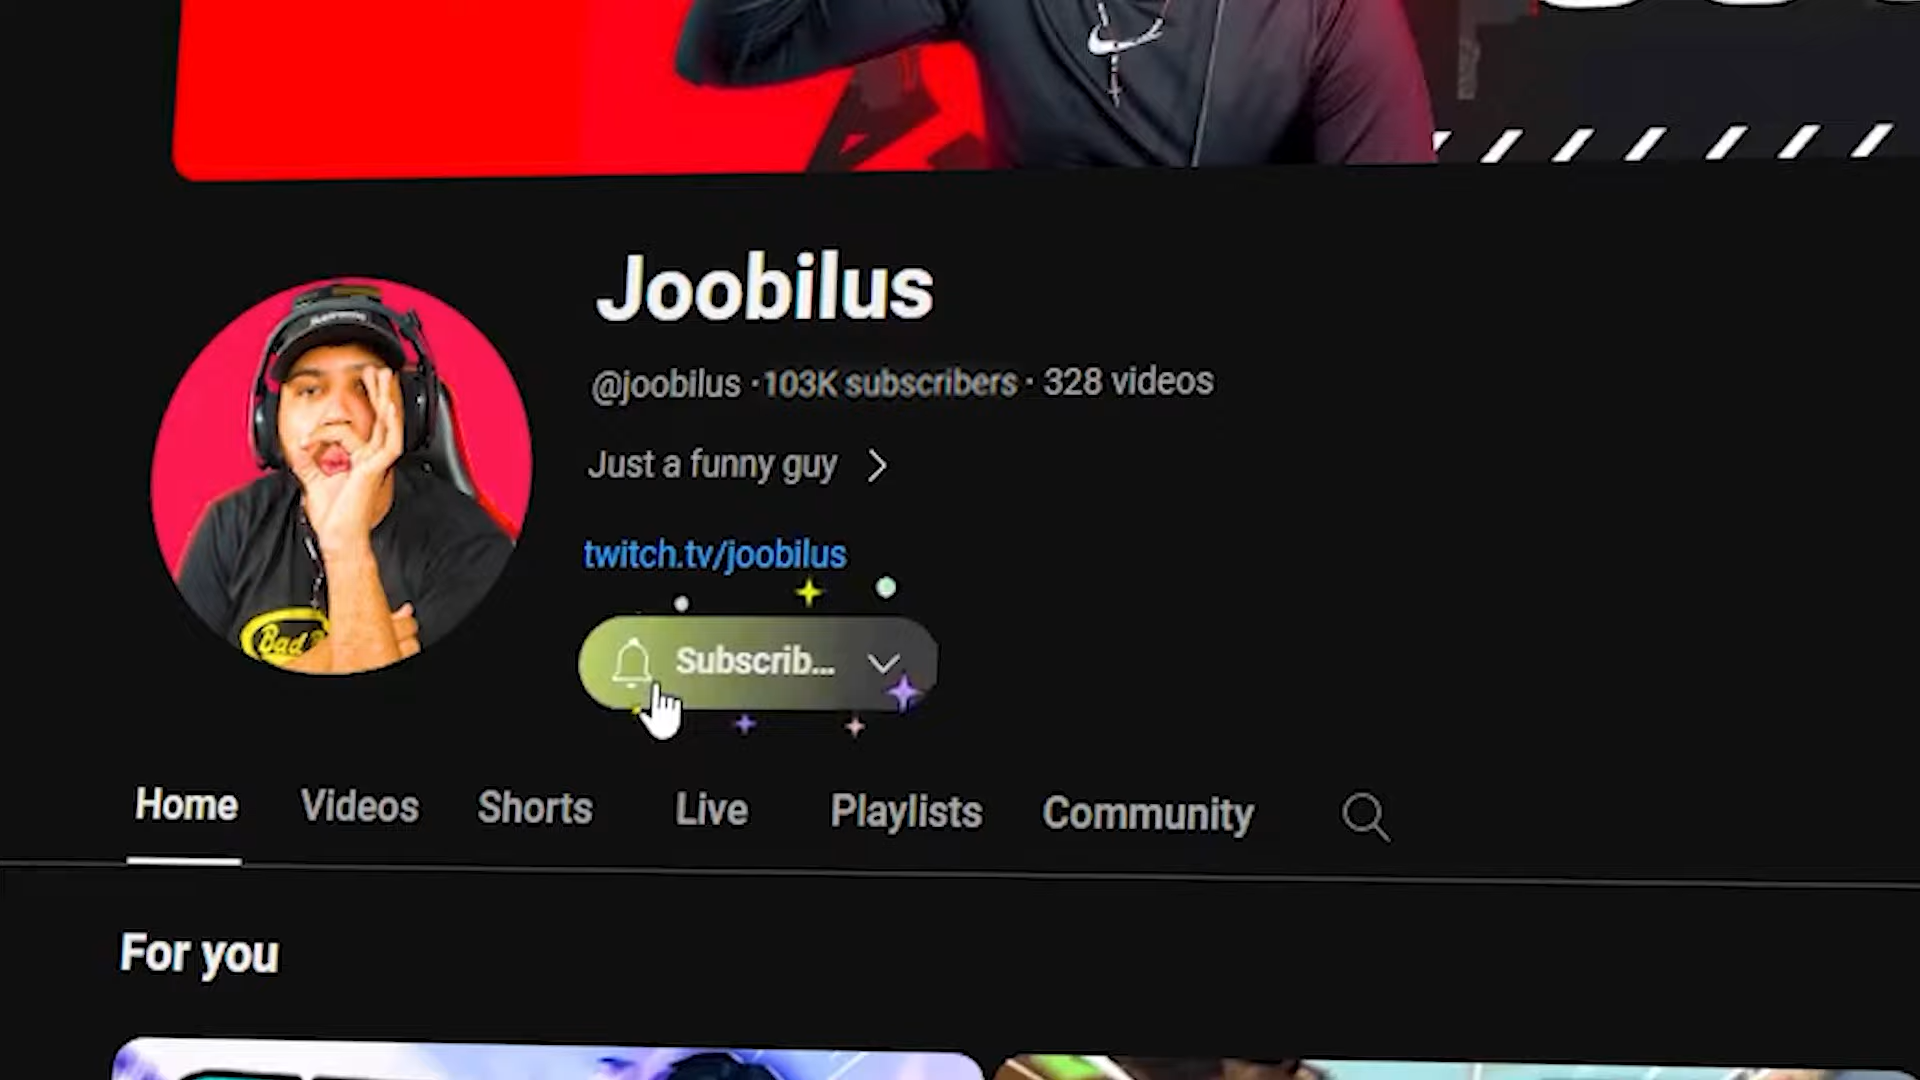 Joobilus
@joobilus · 103K subscribers · 328 videos
Just a funny guy
twitch.tv/joobilus
Subscrib...
Home Videos Shorts Live Playlists Community
For you
Bad